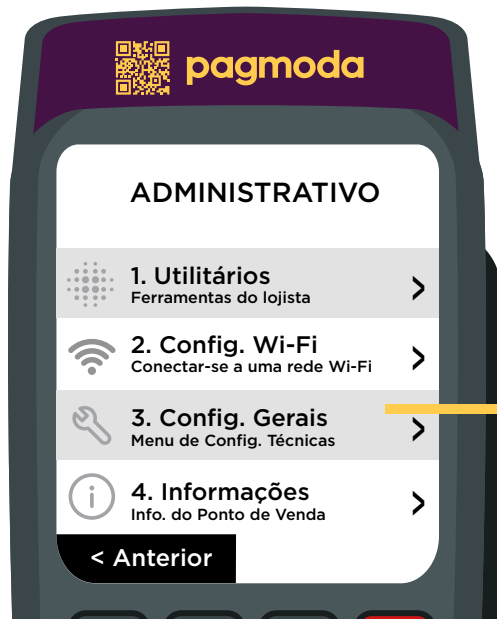 pagmoda
ADMINISTRATIVO
1. Utilitários
Ferramentas do lojista
2. Config. Wi-Fi
Conectar-se a uma rede Wi-Fi
3. Config. Gerais
Menu de Config. Técnicas
4. Informações
Info. do Ponto de Venda
< Anterior